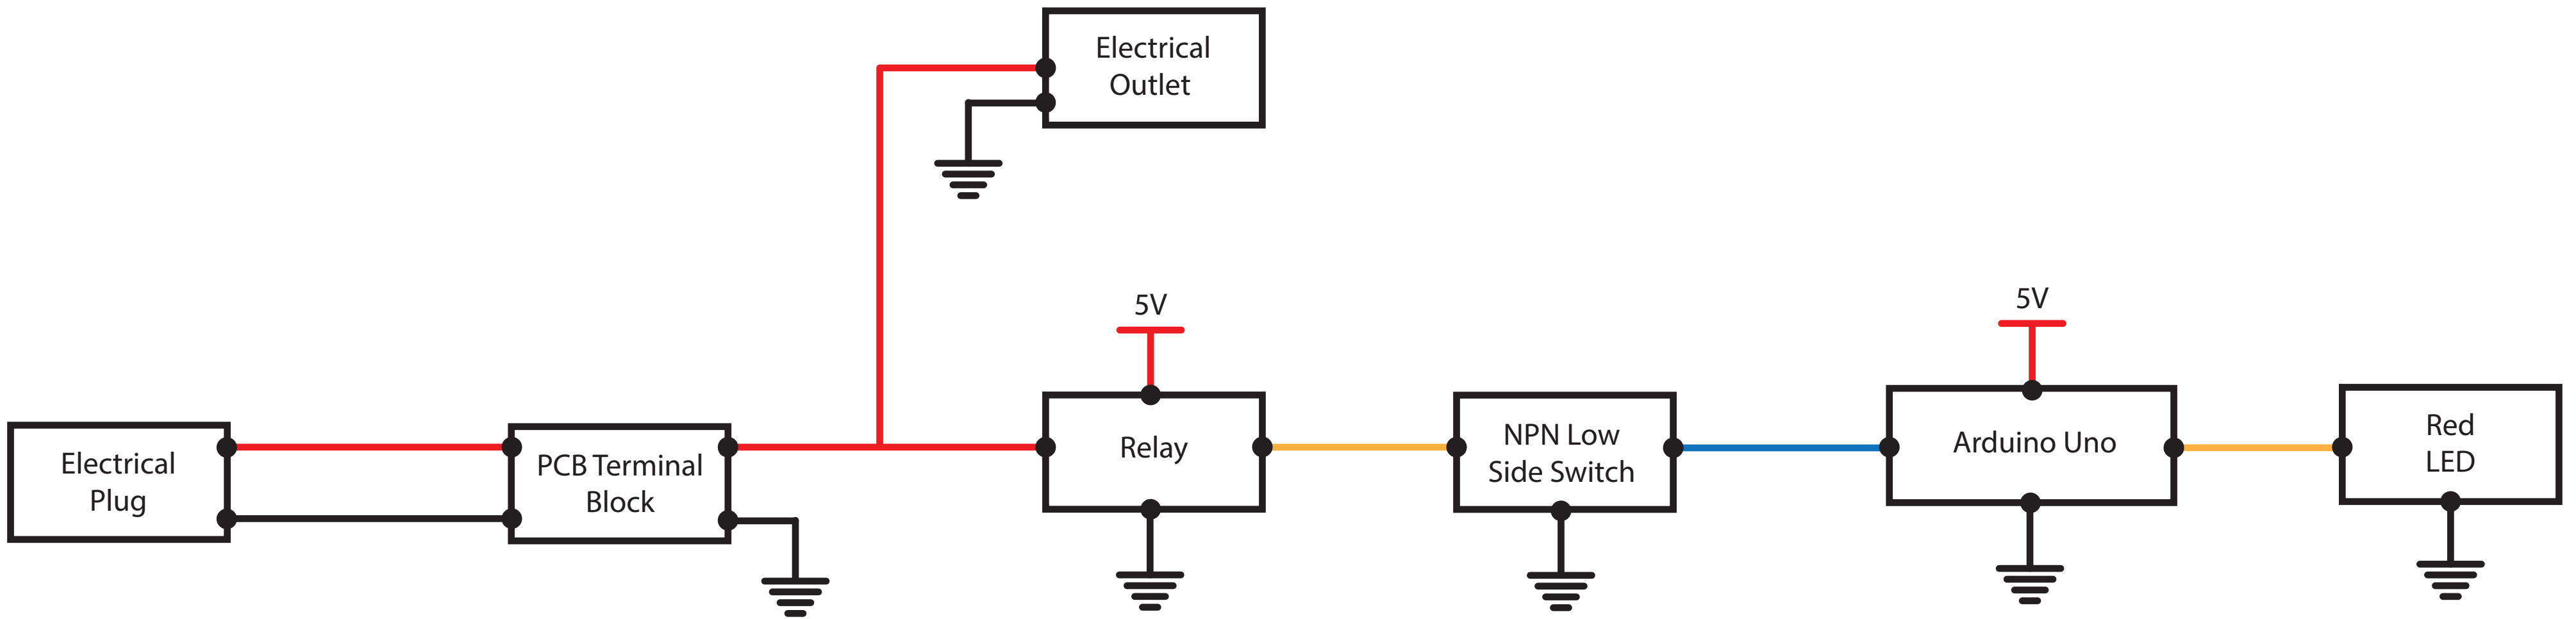 Electrical
Outlet
5V
5V
Electrical
Plug
PCB Terminal
Block
Relay
NPN Low
Side Switch
Arduino Uno
Red
LED